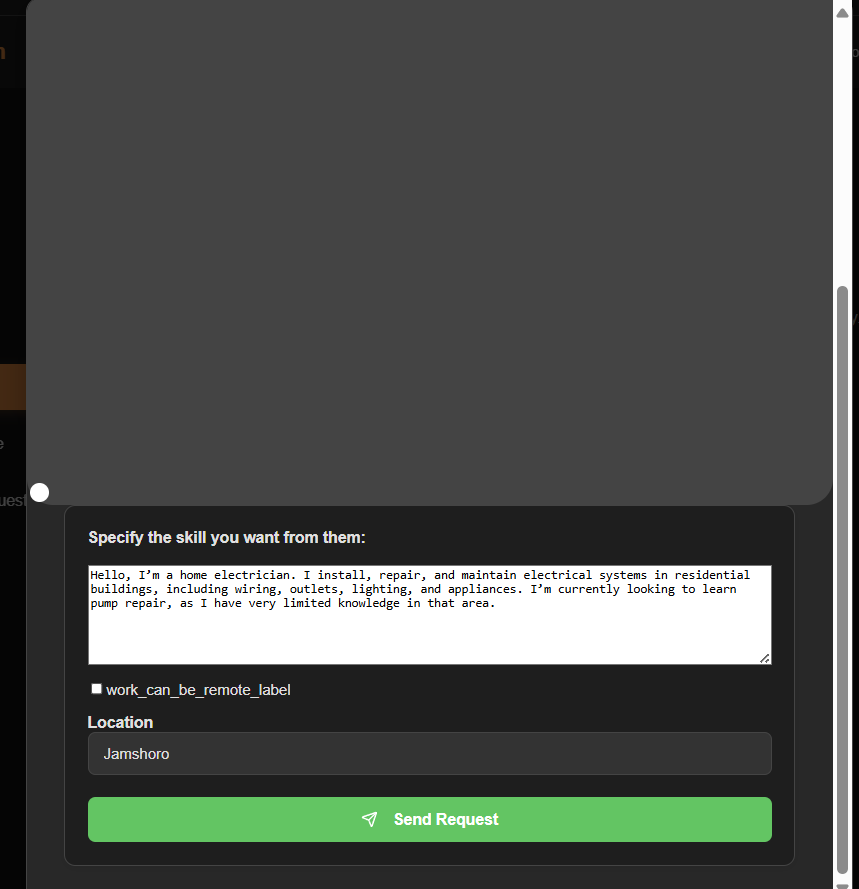 Specify the skill you want from them:
Hello, I’m a home electrician. I install, repair, and maintain electrical systems in residential
buildings, including wiring, outlets, lighting, and appliances. I’m currently looking to learn
pump repair, as I have very limited knowledge in that area.
work_can_be_remote_label
Location
Jamshoro
Send Request